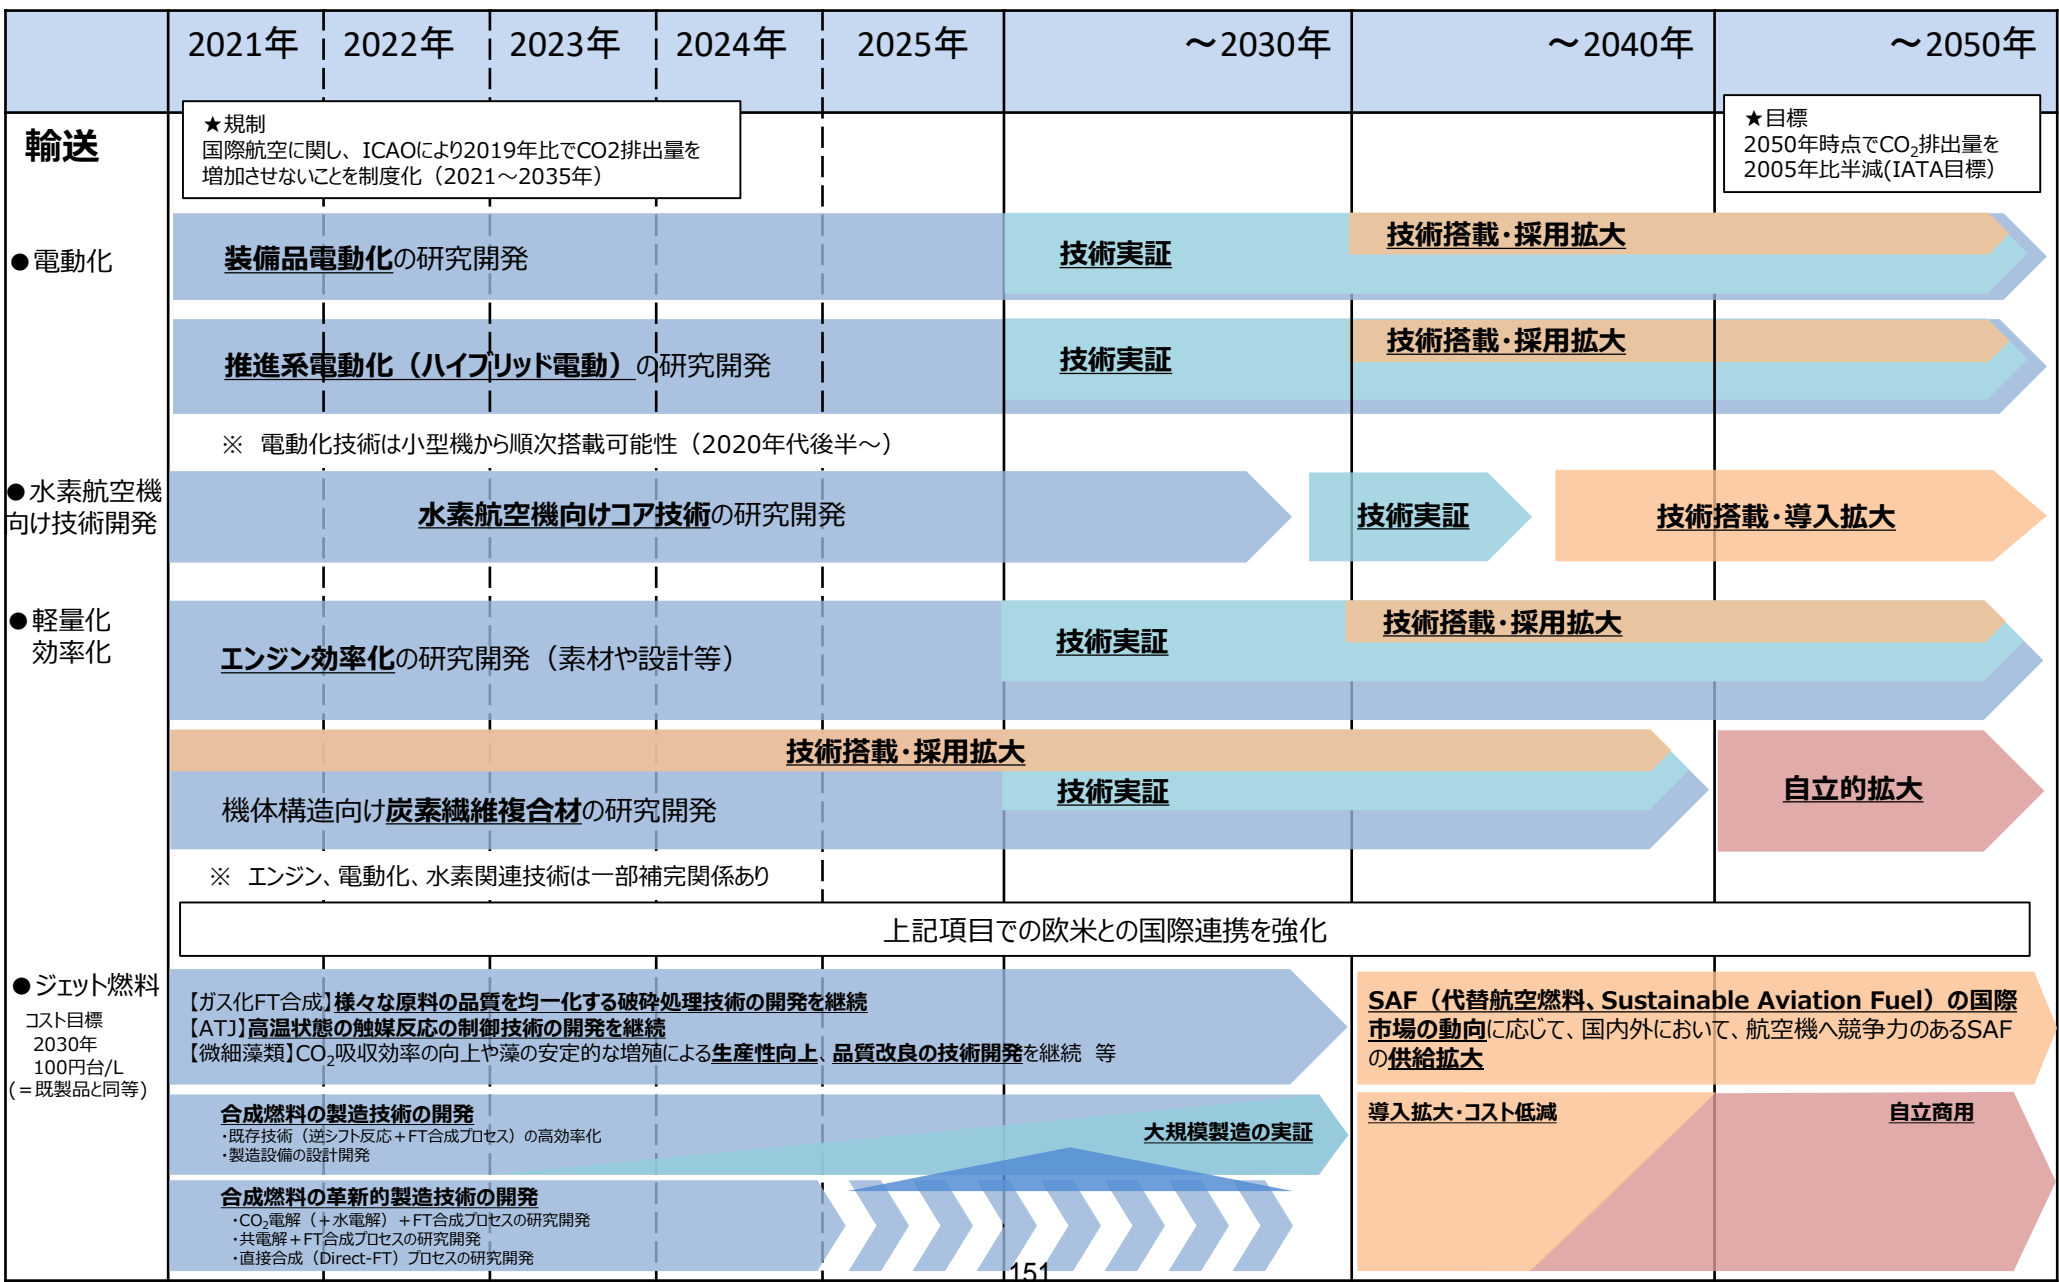 2021年 2022年 2023年 2024年 2025年 ～2030年 ～2040年 ～2050年
輸送
★規制
国際航空に関し、ICAOにより2019年比でCO2排出量を
増加させないことを制度化（2021～2035年）
★目標
2050年時点でCO2排出量を
2005年比半減(IATA目標）
●電動化
装備品電動化の研究開発
技術実証
技術搭載・採用拡大
推進系電動化（ハイブリッド電動）の研究開発
技術実証
技術搭載・採用拡大
※ 電動化技術は小型機から順次搭載可能性（2020年代後半～）
●水素航空機
向け技術開発
水素航空機向けコア技術の研究開発
技術実証
技術搭載・導入拡大
●軽量化
効率化
エンジン効率化の研究開発（素材や設計等）
技術実証
技術搭載・採用拡大
技術搭載・採用拡大
機体構造向け炭素繊維複合材の研究開発
技術実証
自立的拡大
※ エンジン、電動化、水素関連技術は一部補完関係あり
上記項目での欧米との国際連携を強化
●ジェット燃料
コスト目標
2030年
100円台/L
(＝既製品と同等)
【ガス化FT合成】様々な原料の品質を均一化する破砕処理技術の開発を継続
【ATJ】高温状態の触媒反応の制御技術の開発を継続
【微細藻類】CO2吸収効率の向上や藻の安定的な増殖による生産性向上、品質改良の技術開発を継続 等
SAF（代替航空燃料、Sustainable Aviation Fuel）の国際
市場の動向に応じて、国内外において、航空機へ競争力のあるSAF
の供給拡大
合成燃料の製造技術の開発
・既存技術（逆シフト反応＋FT合成プロセス）の高効率化
・製造設備の設計開発
大規模製造の実証
導入拡大・コスト低減
自立商用
合成燃料の革新的製造技術の開発
・CO2電解（＋水電解）＋FT合成プロセスの研究開発
・共電解＋FT合成プロセスの研究開発
・直接合成（Direct-FT）プロセスの研究開発
151